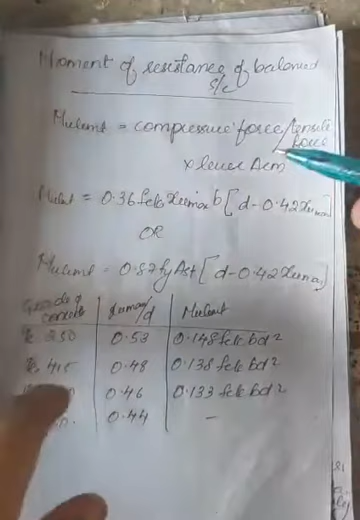 Moment of resistance of balanced
s/c
Mulimt = compressive force/tensile
force
x lever Arm
Mulimt = 0.36 fck xumax b [d-0.42 xumax]
OR
Mulimt = 0.87 fy Ast [d-0.42 xumax]
Grade of concrete | xumax/d | Mulimt
Fe 250 | 0.53 | 0.148 fck bd²
Fe 415 | 0.48 | 0.138 fck bd²
0.46 | 0.133 fck bd²
0.44 | -